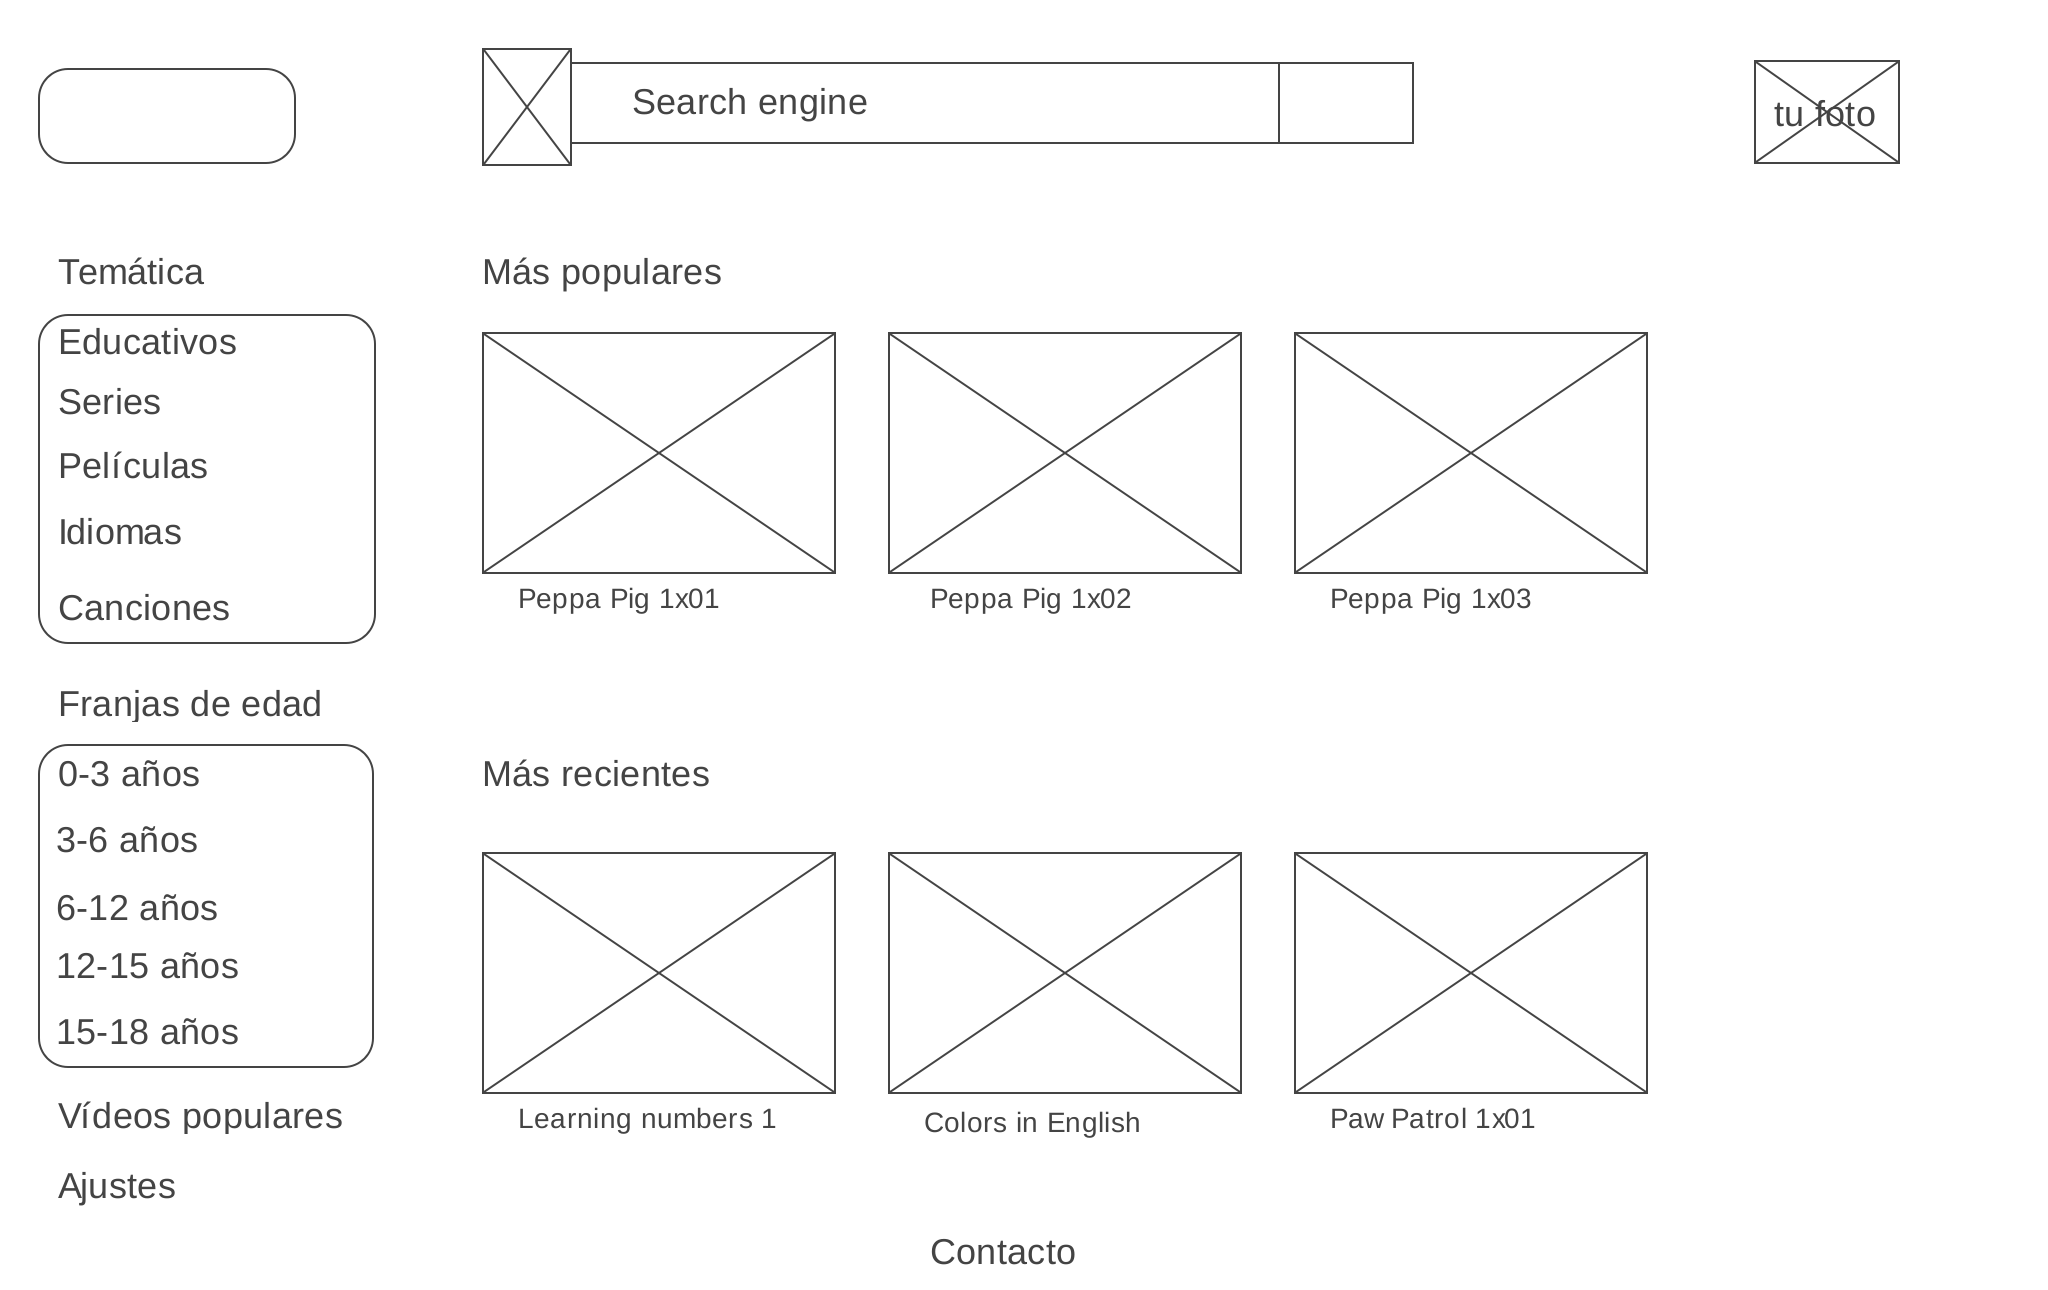 Search engine
tu foto
Temática
Educativos
Series
Películas
Idiomas
Canciones
Franjas de edad
0-3 años
3-6 años
6-12 años
12-15 años
15-18 años
Vídeos populares
Ajustes
Más populares
Peppa Pig 1x01
Peppa Pig 1x02
Peppa Pig 1x03
Más recientes
Learning numbers 1
Colors in English
Paw Patrol 1x01
Contacto